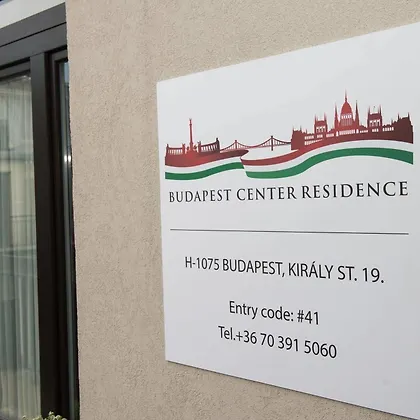 BUDAPEST CENTER RESIDENCE
H-1075 BUDAPEST, KIRÁLY ST. 19.
Entry code: #41
Tel.+36 70 391 5060